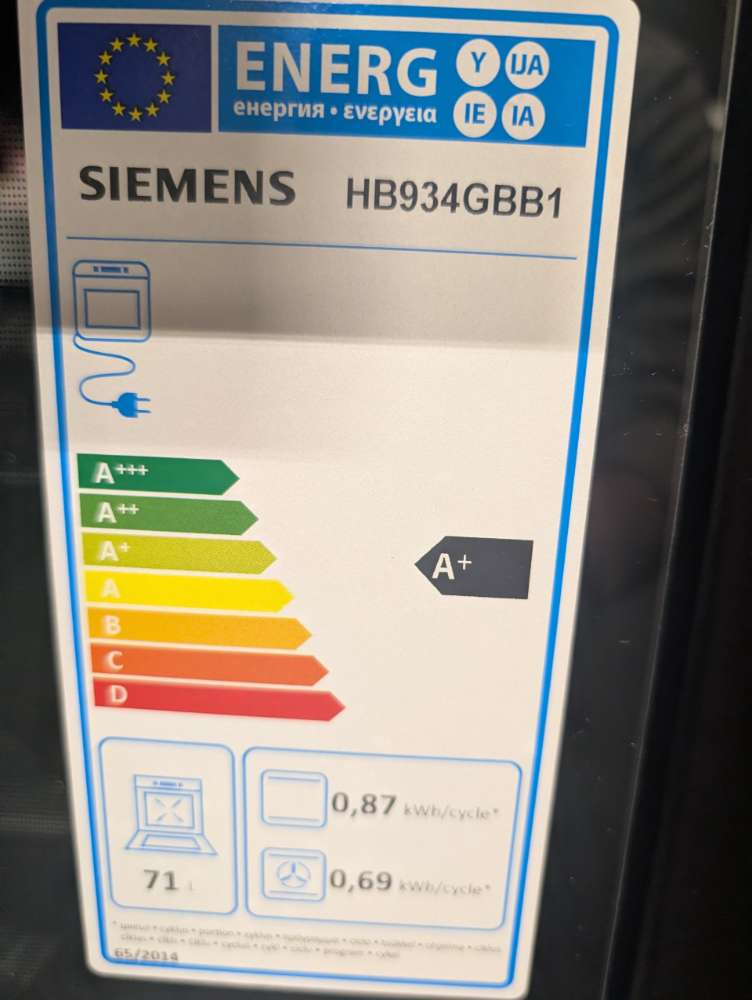 ENERG Y IJA
енергия • ενεργεια IE IA
SIEMENS HB934GBB1
A+++
A++
A+
A
B
C
D
A+
0,87 kWh/cycle*
71 L
0,69 kWh/cycle*
65/2014